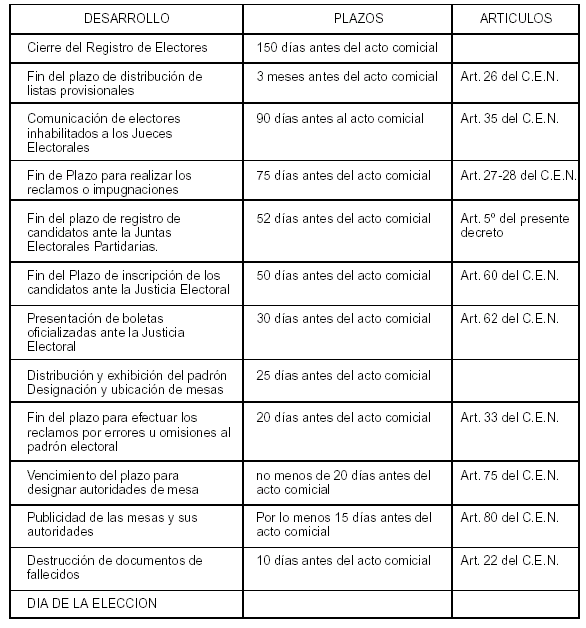 DESARROLLO PLAZOS ARTICULOS
Cierre del Registro de Electores 150 días antes del acto comicial
Fin del plazo de distribución de 3 meses antes del acto comicial Art. 26 del C.E.N.
listas provisionales
Comunicación de electores 90 días antes al acto comicial Art. 35 del C.E.N.
inhabilitados a los Jueces
Electorales
Fin de Plazo para realizar los 75 días antes del acto comicial Art. 27-28 del C.E.N.
reclamos o impugnaciones
Fin del plazo de registro de 52 días antes del acto comicial Art. 5º del presente
candidatos ante la Juntas decreto
Electorales Partidarias.
Fin del Plazo de inscripción de los 50 días antes del acto comicial Art. 60 del C.E.N.
candidatos ante la Justicia Electoral
Presentación de boletas 30 días antes del acto comicial Art. 62 del C.E.N.
oficializadas ante la Justicia
Electoral
Distribución y exhibición del padrón 25 días antes del acto comicial
Designación y ubicación de mesas
Fin del plazo para efectuar los 20 días antes del acto comicial Art. 33 del C.E.N.
reclamos por errores u omisiones al
padrón electoral
Vencimiento del plazo para no menos de 20 días antes del Art. 75 del C.E.N.
designar autoridades de mesa acto comicial
Publicidad de las mesas y sus Por lo menos 15 días antes del Art. 80 del C.E.N.
autoridades acto comicial
Destrucción de documentos de 10 días antes del acto comicial Art. 22 del C.E.N.
fallecidos
DIA DE LA ELECCION